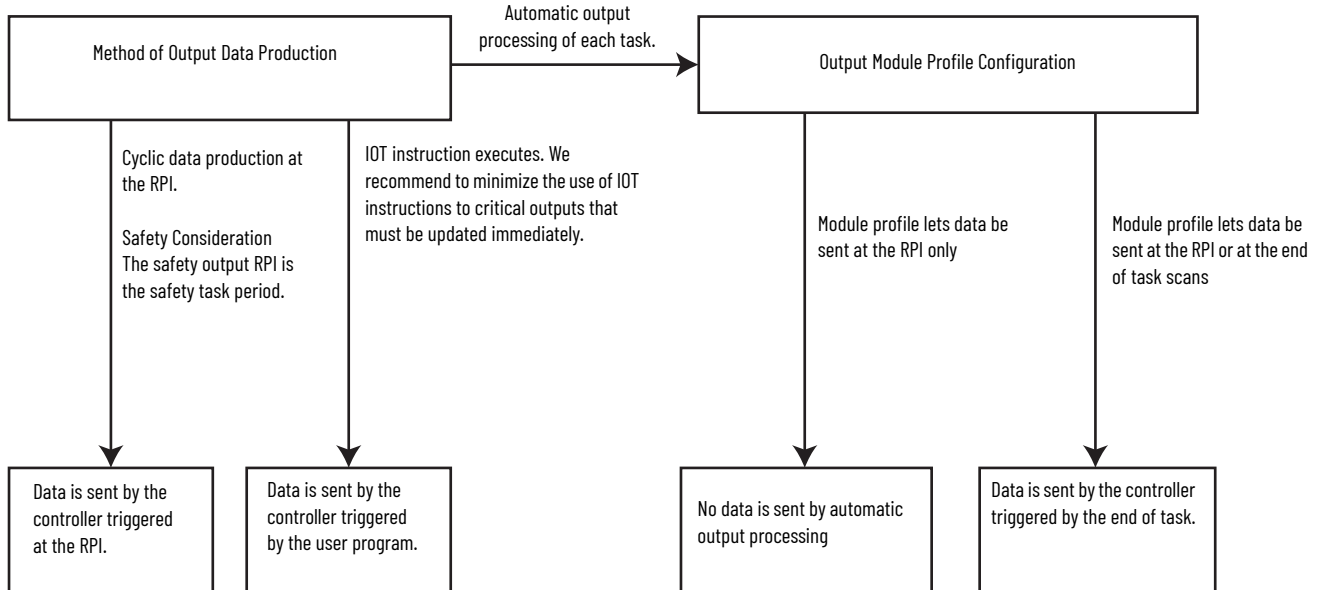 Automatic output
processing of each task.
Method of Output Data Production
Output Module Profile Configuration
Cyclic data production at
the RPI.
Safety Consideration
The safety output RPI is
the safety task period.
IOT instruction executes. We
recommend to minimize the use of IOT
instructions to critical outputs that
must be updated immediately.
Module profile lets data be
sent at the RPI only
Module profile lets data be
sent at the RPI or at the end
of task scans
Data is sent by the
controller triggered
at the RPI.
Data is sent by the
controller triggered
by the user program.
No data is sent by automatic
output processing
Data is sent by the controller
triggered by the end of task.